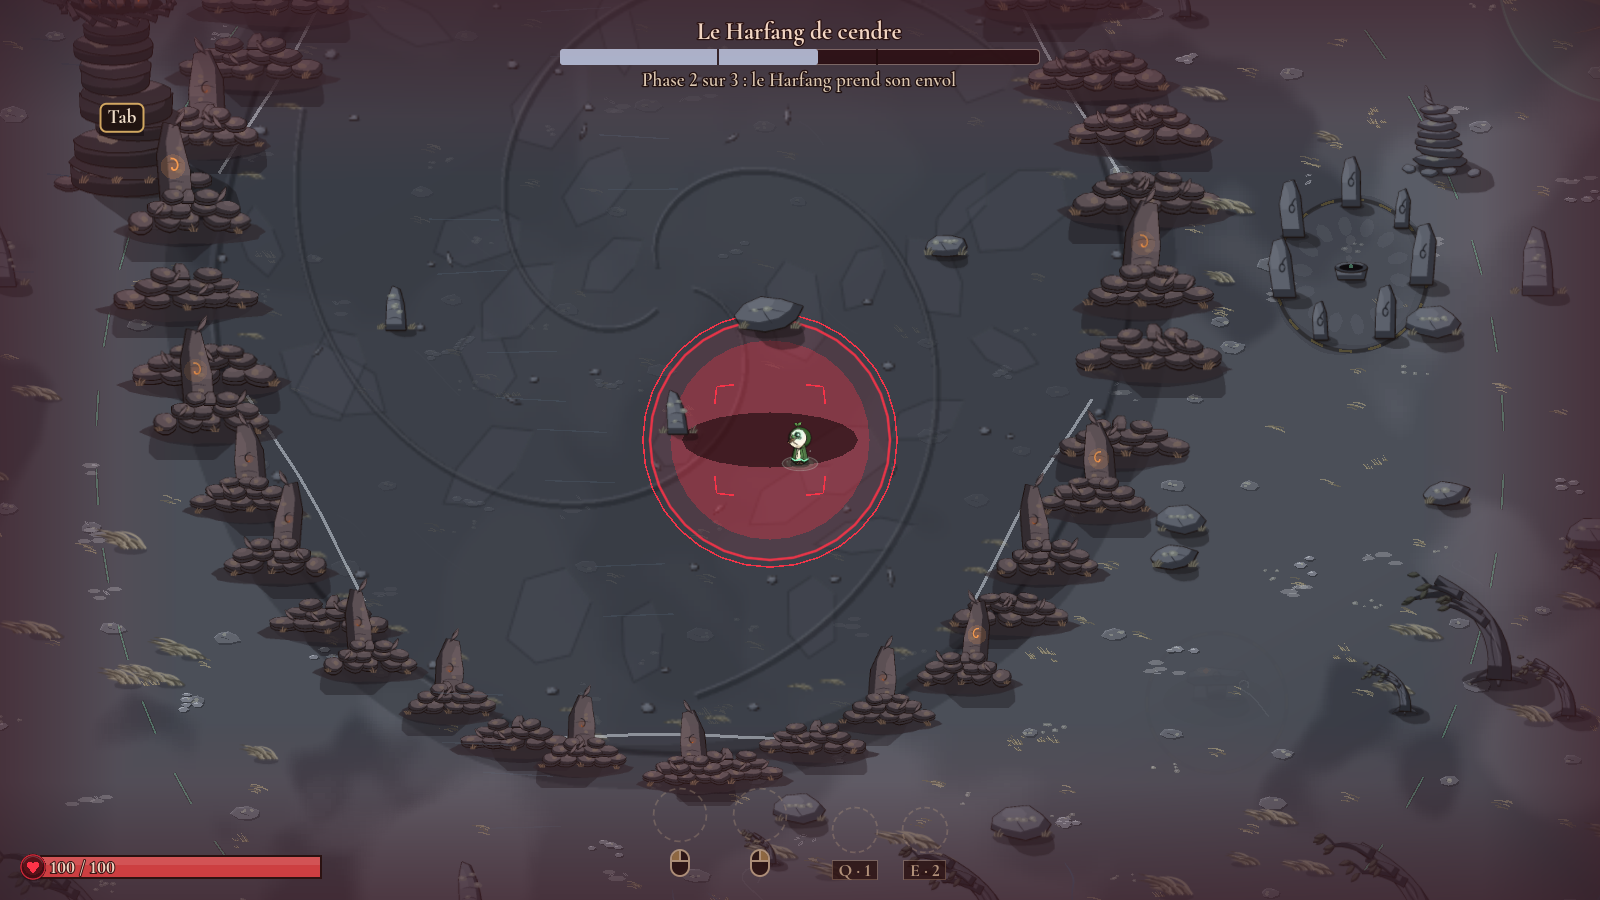 Le Harfang de cendre
Phase 2 sur 3 : le Harfang prend son envol
Tab
100 / 100
Q · 1
E · 2